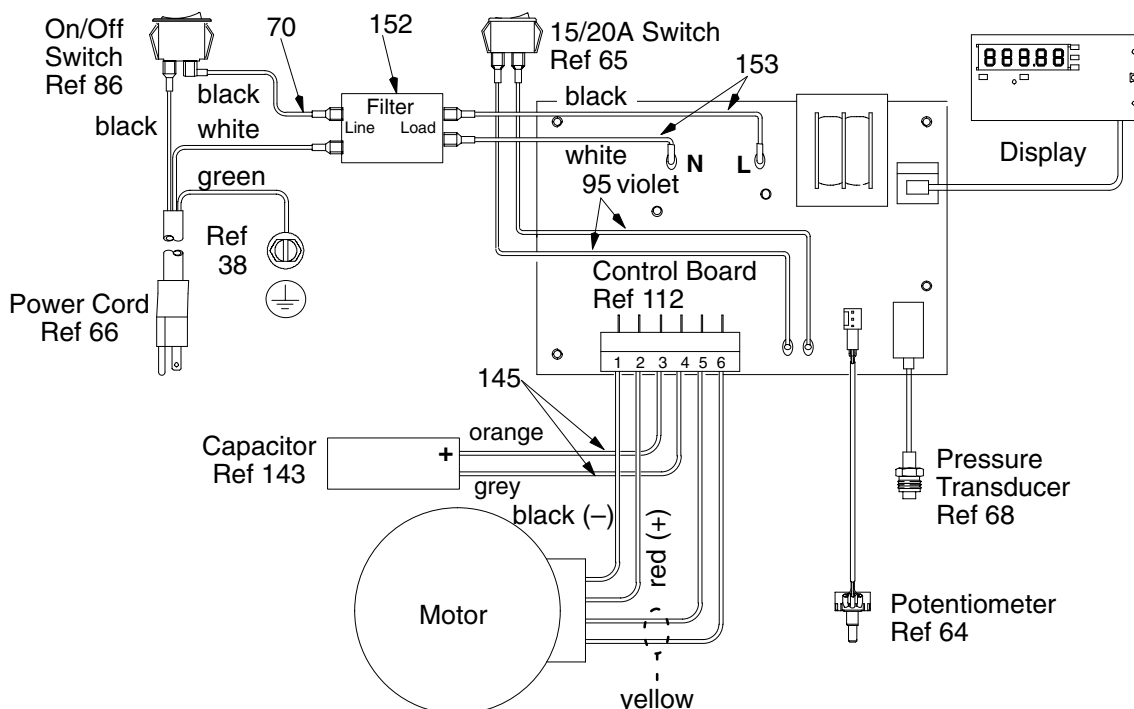 On/Off
Switch
Ref 86
70
152
15/20A Switch
Ref 65
153
black
black
Filter
Line Load
black
white
white
N
L
Display
green
95 violet
Ref
38
Control Board
Ref 112
Power Cord
Ref 66
1 2 3 4 5 6
145
Capacitor
Ref 143
+
orange
grey
black (–)
red (+)
Pressure
Transducer
Ref 68
Motor
Potentiometer
Ref 64
yellow